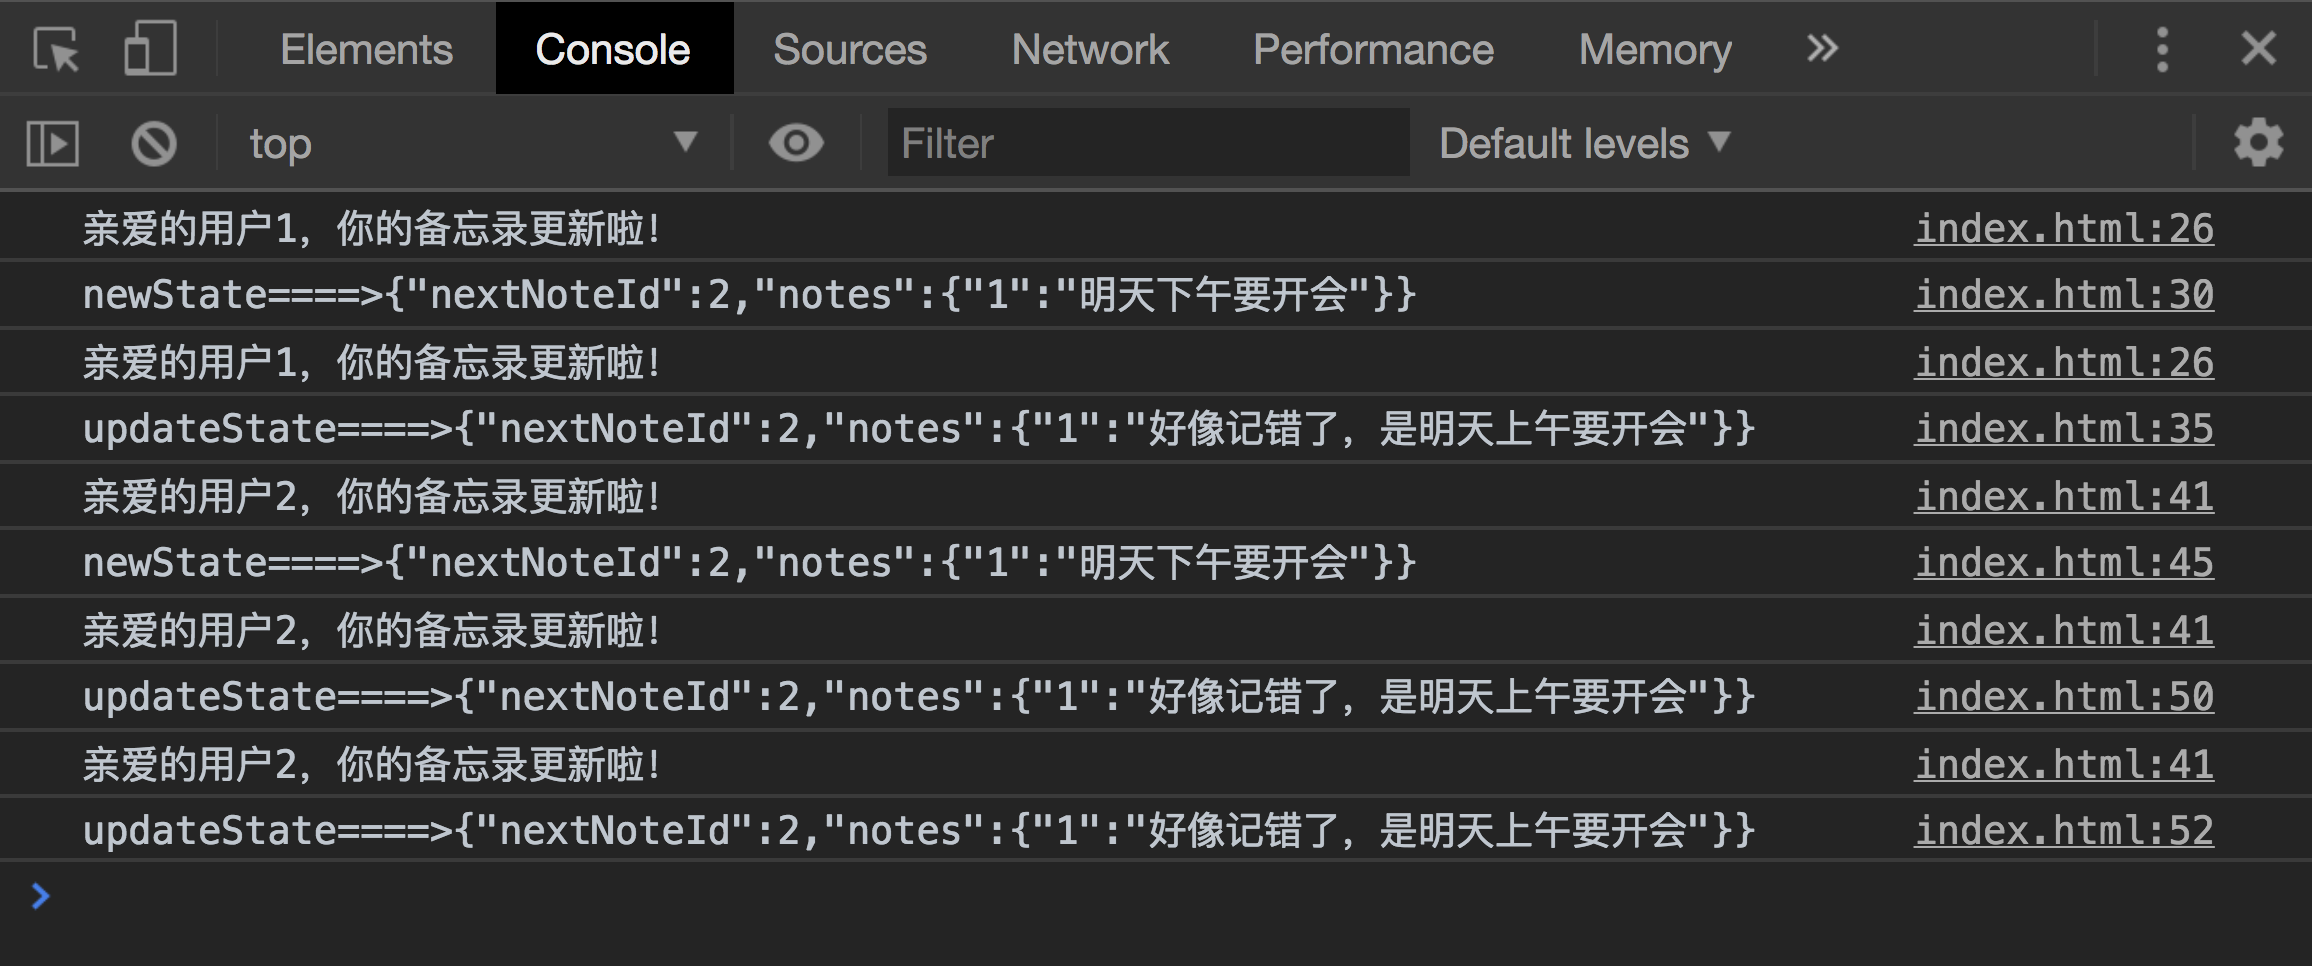 Elements Console Sources Network Performance Memory
top Filter Default levels
亲爱的用户1，你的备忘录更新啦！ index.html:26
newState====>{"nextNoteId":2,"notes":{"1":"明天下午要开会"}} index.html:30
亲爱的用户1，你的备忘录更新啦！ index.html:26
updateState====>{"nextNoteId":2,"notes":{"1":"好像记错了，是明天上午要开会"}} index.html:35
亲爱的用户2，你的备忘录更新啦！ index.html:41
newState====>{"nextNoteId":2,"notes":{"1":"明天下午要开会"}} index.html:45
亲爱的用户2，你的备忘录更新啦！ index.html:41
updateState====>{"nextNoteId":2,"notes":{"1":"好像记错了，是明天上午要开会"}} index.html:50
亲爱的用户2，你的备忘录更新啦！ index.html:41
updateState====>{"nextNoteId":2,"notes":{"1":"好像记错了，是明天上午要开会"}} index.html:52